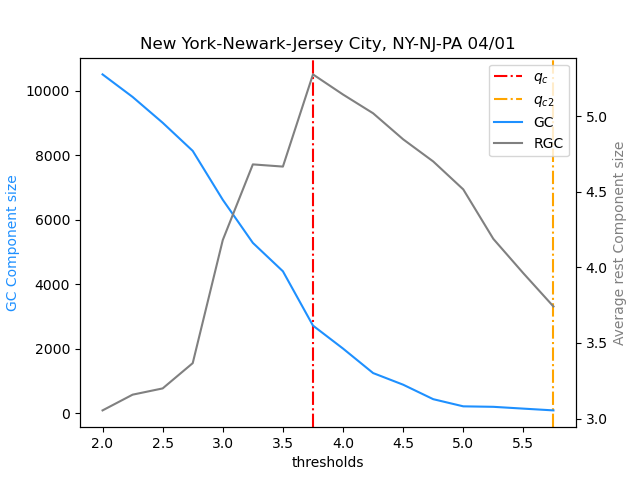 New York-Newark-Jersey City, NY-NJ-PA 04/01
q_c
q_c2
GC
RGC
GC Component size
10000
8000
6000
4000
2000
0
5.0
4.5
4.0
3.5
3.0
Average rest Component size
2.0 2.5 3.0 3.5 4.0 4.5 5.0 5.5
thresholds